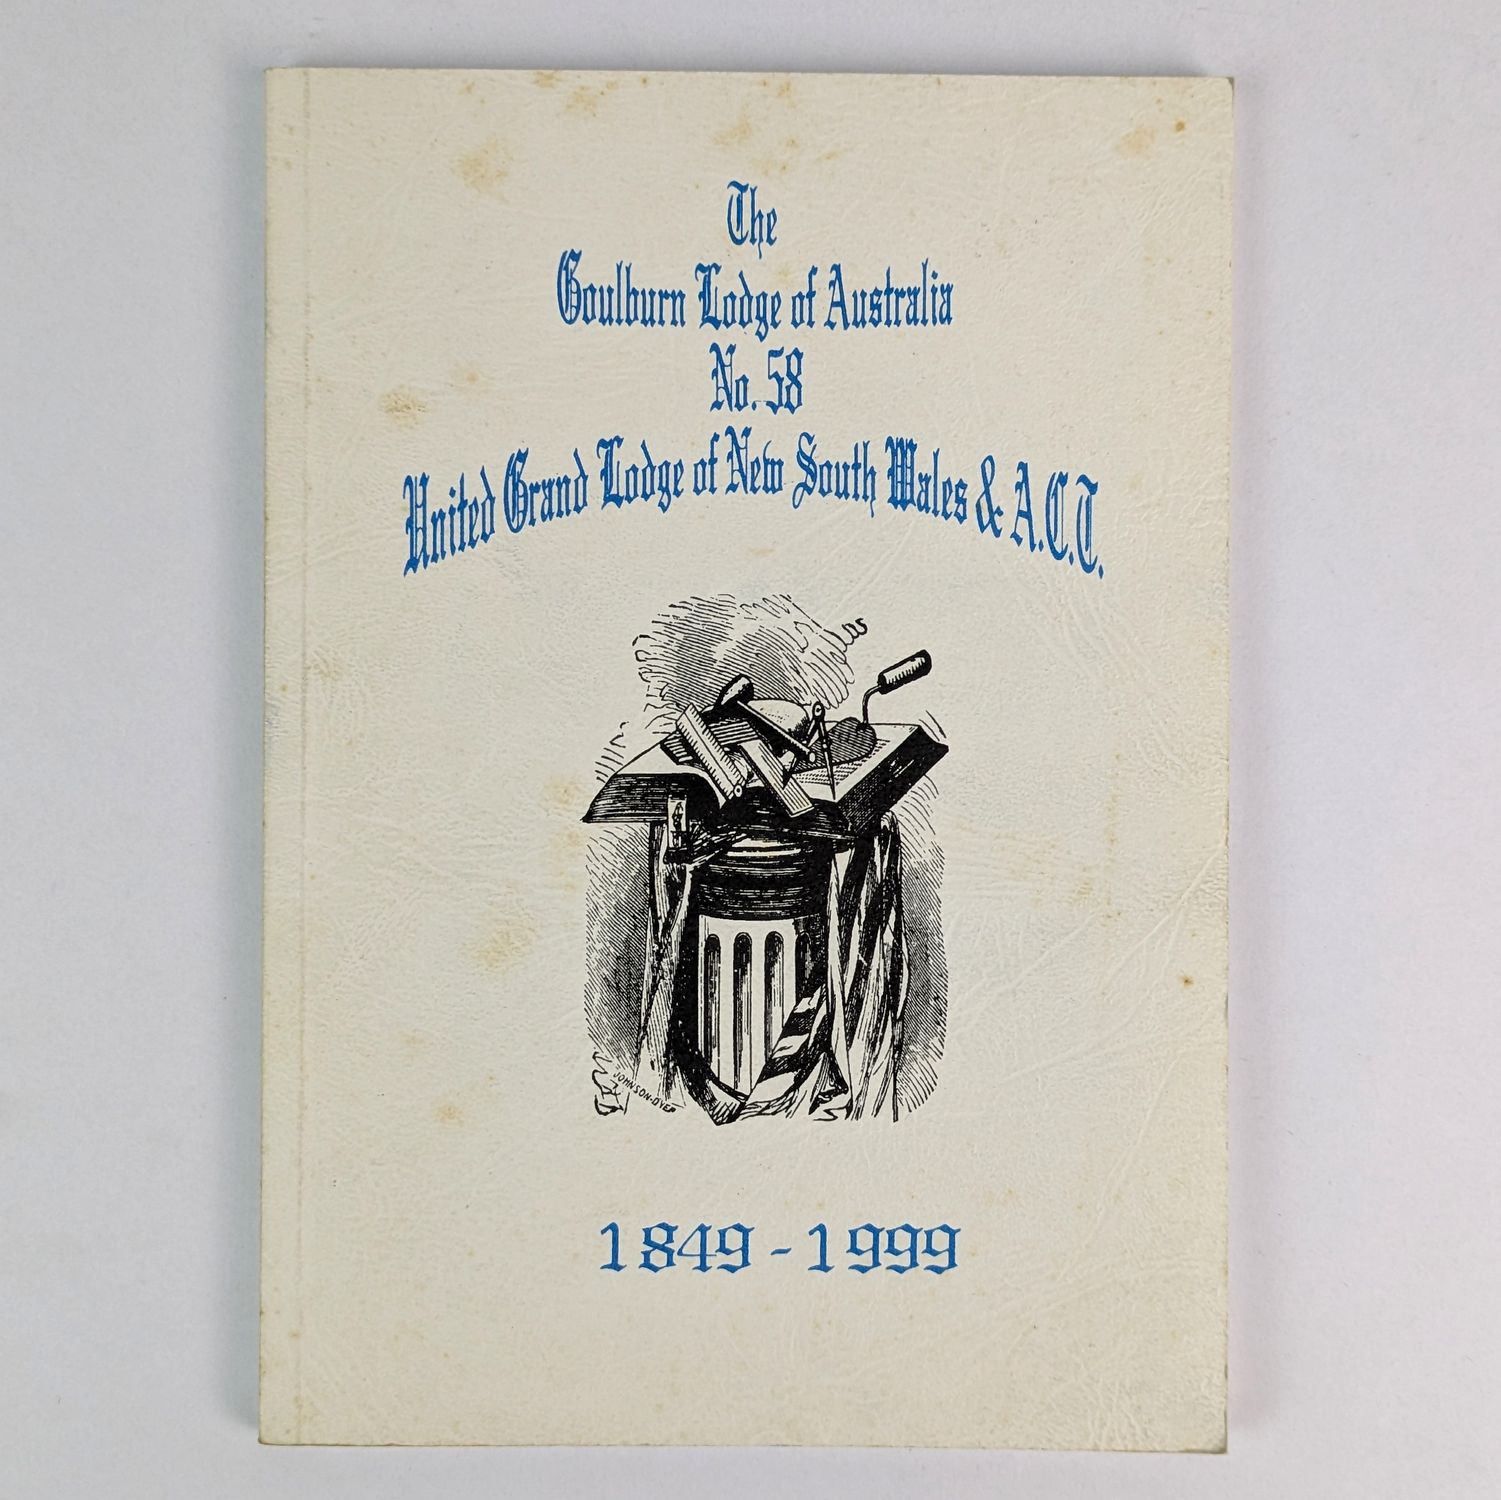 The
Goulburn Lodge of Australia
No. 58
United Grand Lodge of New South Wales & A.C.T.
JOHNSON-DYER
1849 - 1999